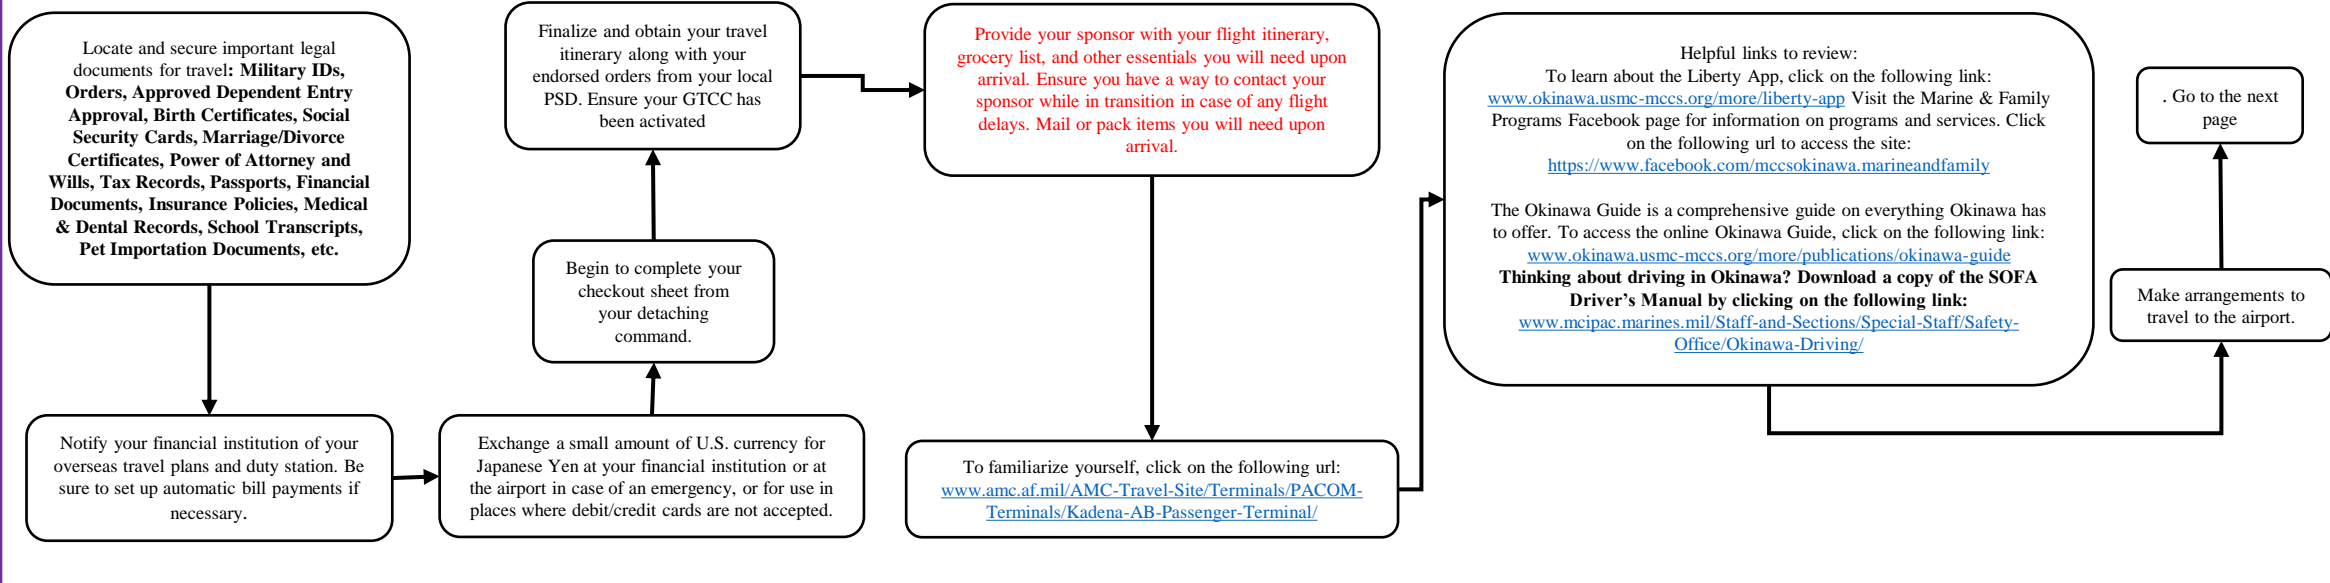 Locate and secure important legal
documents for travel: Military IDs,
Orders, Approved Dependent Entry
Approval, Birth Certificates, Social
Security Cards, Marriage/Divorce
Certificates, Power of Attorney and
Wills, Tax Records, Passports, Financial
Documents, Insurance Policies, Medical
& Dental Records, School Transcripts,
Pet Importation Documents, etc.
Notify your financial institution of your
overseas travel plans and duty station. Be
sure to set up automatic bill payments if
necessary.
Exchange a small amount of U.S. currency for
Japanese Yen at your financial institution or at
the airport in case of an emergency, or for use in
places where debit/credit cards are not accepted.
Begin to complete your
checkout sheet from
your detaching
command.
Finalize and obtain your travel
itinerary along with your
endorsed orders from your local
PSD. Ensure your GTCC has
been activated
Provide your sponsor with your flight itinerary,
grocery list, and other essentials you will need upon
arrival. Ensure you have a way to contact your
sponsor while in transition in case of any flight
delays. Mail or pack items you will need upon
arrival.
To familiarize yourself, click on the following url:
www.amc.af.mil/AMC-Travel-Site/Terminals/PACOM-
Terminals/Kadena-AB-Passenger-Terminal/
Helpful links to review:
To learn about the Liberty App, click on the following link:
www.okinawa.usmc-mccs.org/more/liberty-app Visit the Marine & Family
Programs Facebook page for information on programs and services. Click
on the following url to access the site:
https://www.facebook.com/mccsokinawa.marineandfamily
The Okinawa Guide is a comprehensive guide on everything Okinawa has
to offer. To access the online Okinawa Guide, click on the following link:
www.okinawa.usmc-mccs.org/more/publications/okinawa-guide
Thinking about driving in Okinawa? Download a copy of the SOFA
Driver’s Manual by clicking on the following link:
www.mcipac.marines.mil/Staff-and-Sections/Special-Staff/Safety-
Office/Okinawa-Driving/
Make arrangements to
travel to the airport.
. Go to the next
page